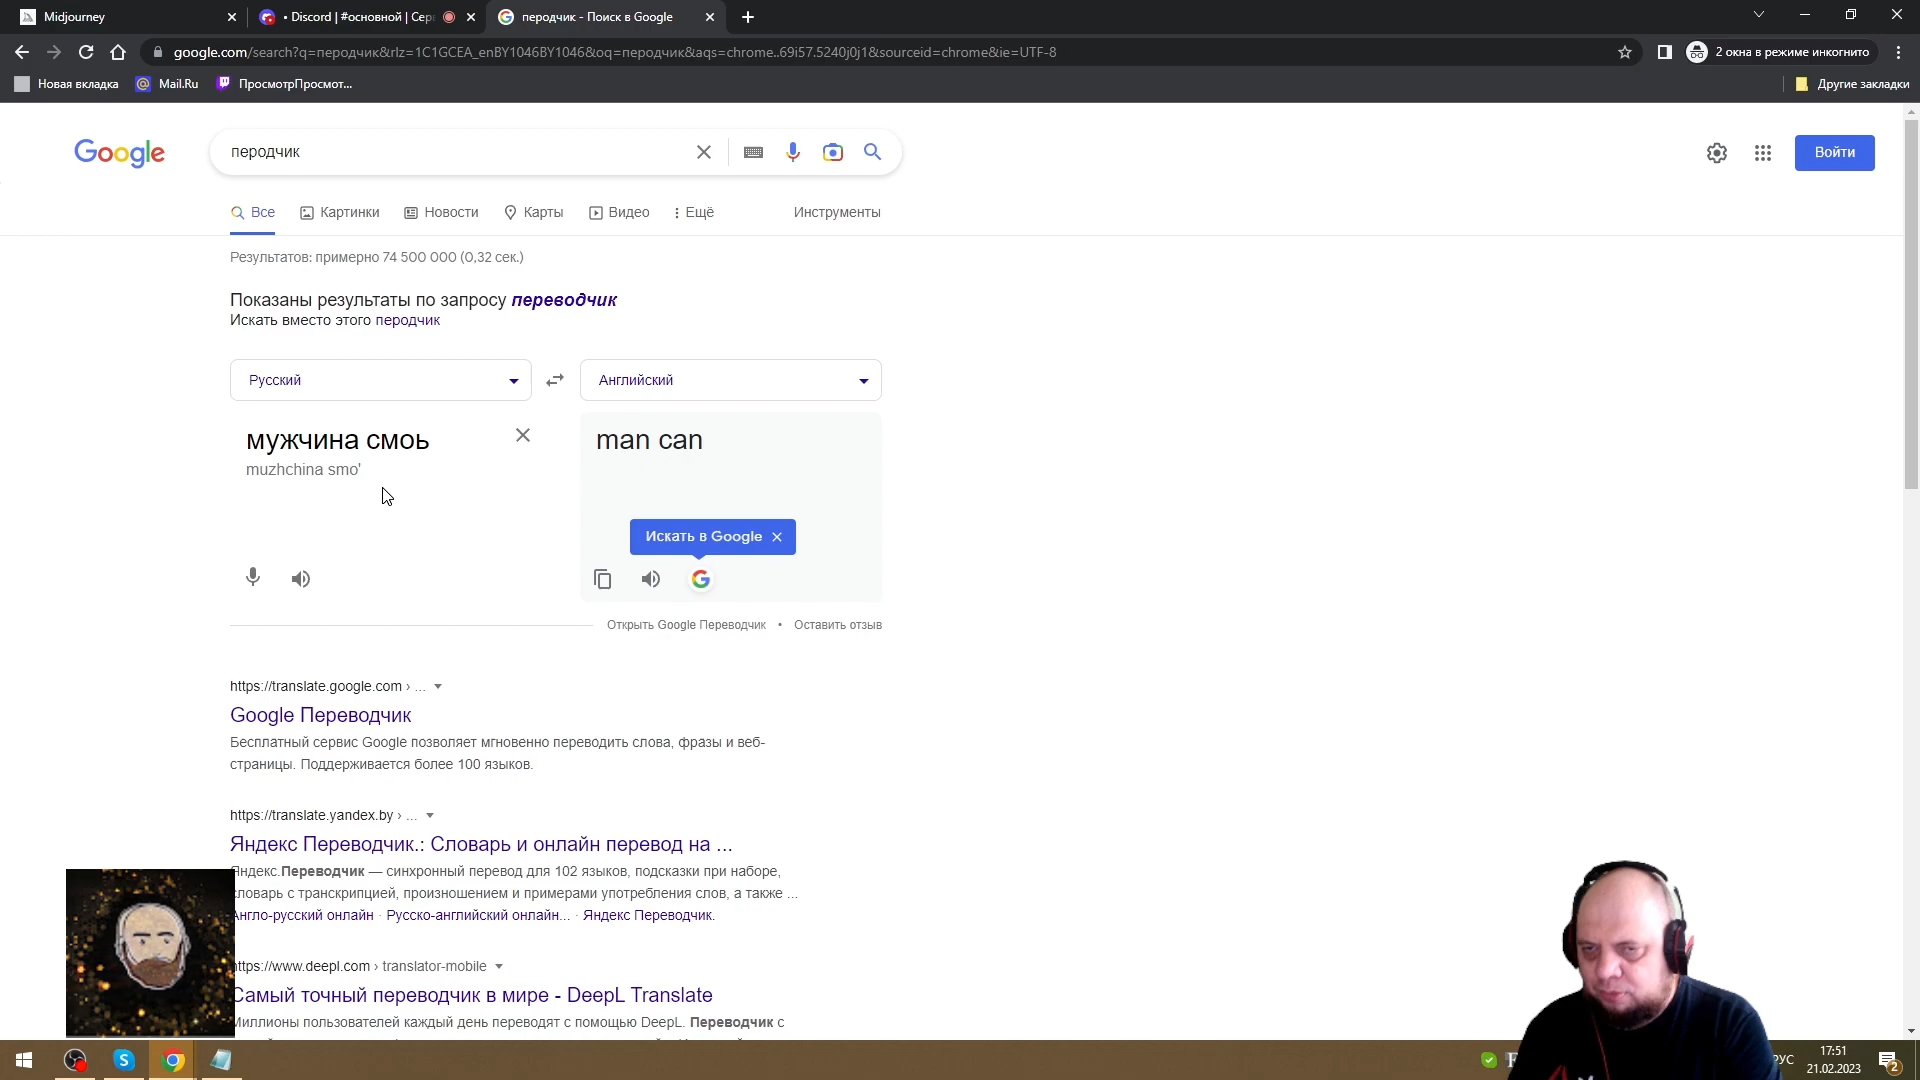 Midjourney
• Discord | #основной | Сер
перодчик - Поиск в Google
google.com/search?q=перодчик&rlz=1C1GCEA_enBY1046BY1046&oq=перодчик&aqs=chrome..69i57.5240j0j1&sourceid=chrome&ie=UTF-8
2 окна в режиме инкогнито
Новая вкладка
Mail.Ru
ПросмотрПросмот...
Другие закладки
Google
перодчик
Войти
Все
Картинки
Новости
Карты
Видео
Ещё
Инструменты
Результатов: примерно 74 500 000 (0,32 сек.)
Показаны результаты по запросу переводчик
Искать вместо этого перодчик
Русский
Английский
мужчина смоь
muzhchina smo'
man can
Искать в Google
Открыть Google Переводчик • Оставить отзыв
https://translate.google.com › ...
Google Переводчик
Бесплатный сервис Google позволяет мгновенно переводить слова, фразы и веб-
страницы. Поддерживается более 100 языков.
https://translate.yandex.by › ...
Яндекс Переводчик.: Словарь и онлайн перевод на ...
Яндекс.Переводчик — синхронный перевод для 102 языков, подсказки при наборе,
словарь с транскрипцией, произношением и примерами употребления слов, а также ...
Англо-русский онлайн · Русско-английский онлайн... · Яндекс Переводчик.
https://www.deepl.com › translator-mobile
Самый точный переводчик в мире - DeepL Translate
Миллионы пользователей каждый день переводят с помощью DeepL. Переводчик с
РУС
17:51
21.02.2023
2